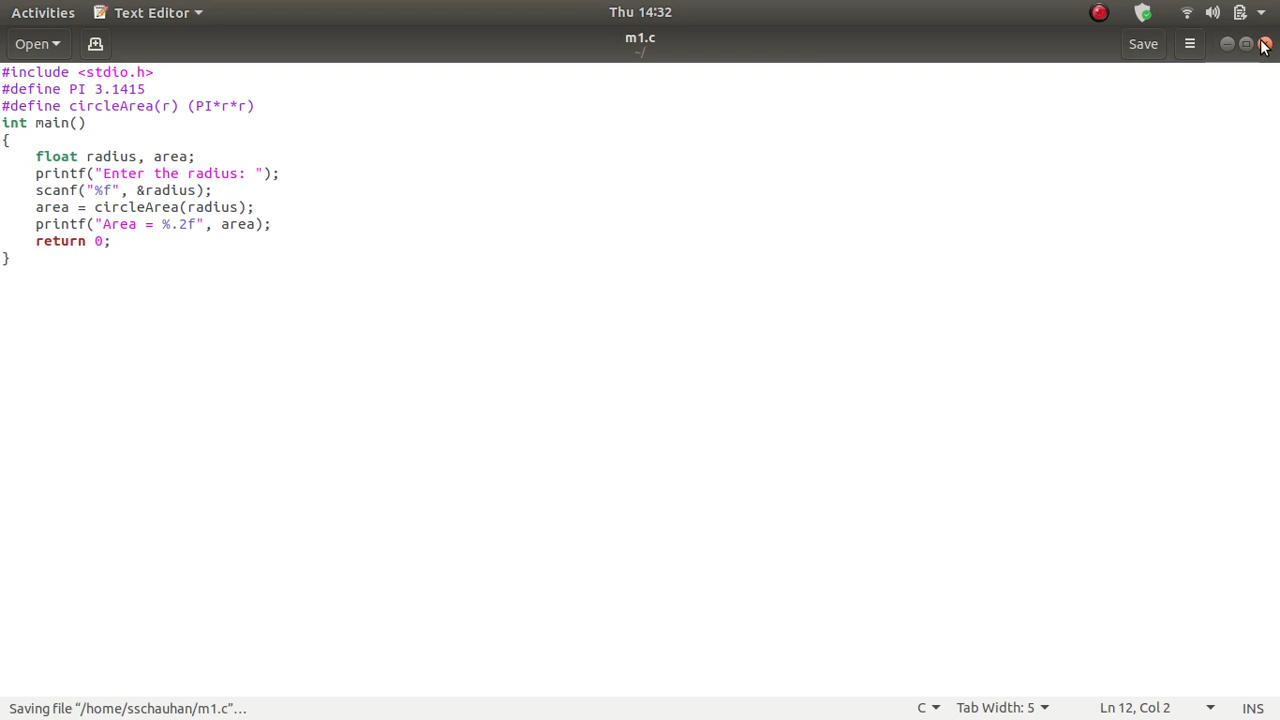 Activities Text Editor Thu 14:32
Open m1.c Save
~/
#include <stdio.h>
#define PI 3.1415
#define circleArea(r) (PI*r*r)
int main()
{
    float radius, area;
    printf("Enter the radius: ");
    scanf("%f", &radius);
    area = circleArea(radius);
    printf("Area = %.2f", area);
    return 0;
}
Saving file “/home/sschauhan/m1.c”… C Tab Width: 5 Ln 12, Col 2 INS